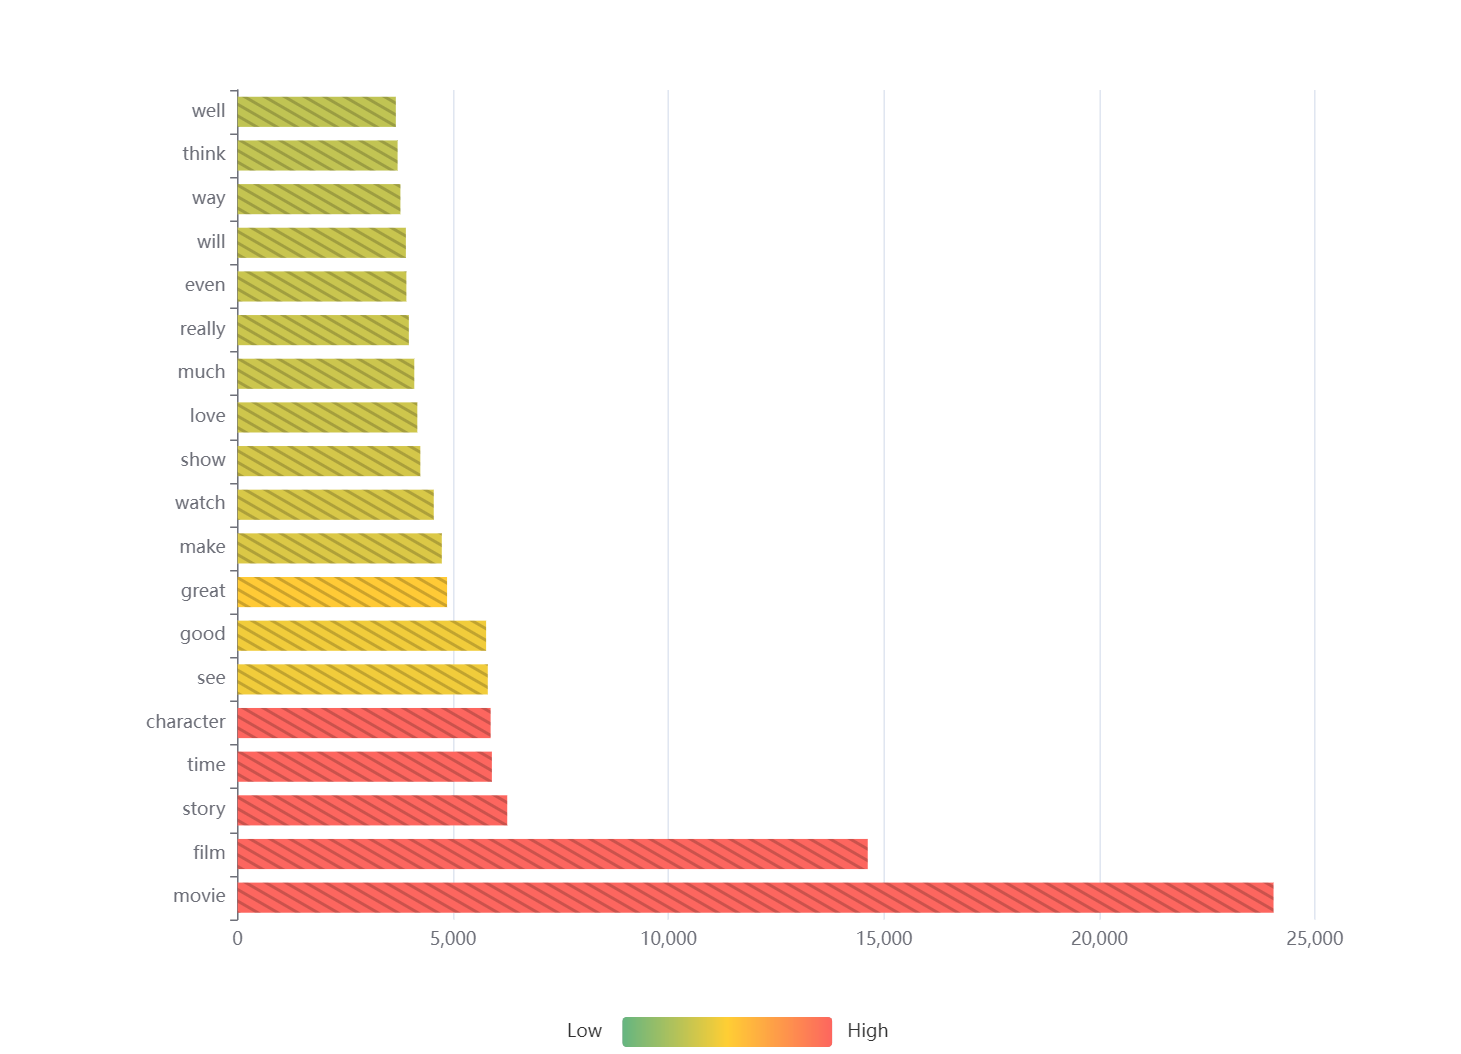 well
think
way
will
even
really
much
love
show
watch
make
great
good
see
character
time
story
film
movie
0 5,000 10,000 15,000 20,000 25,000
Low High